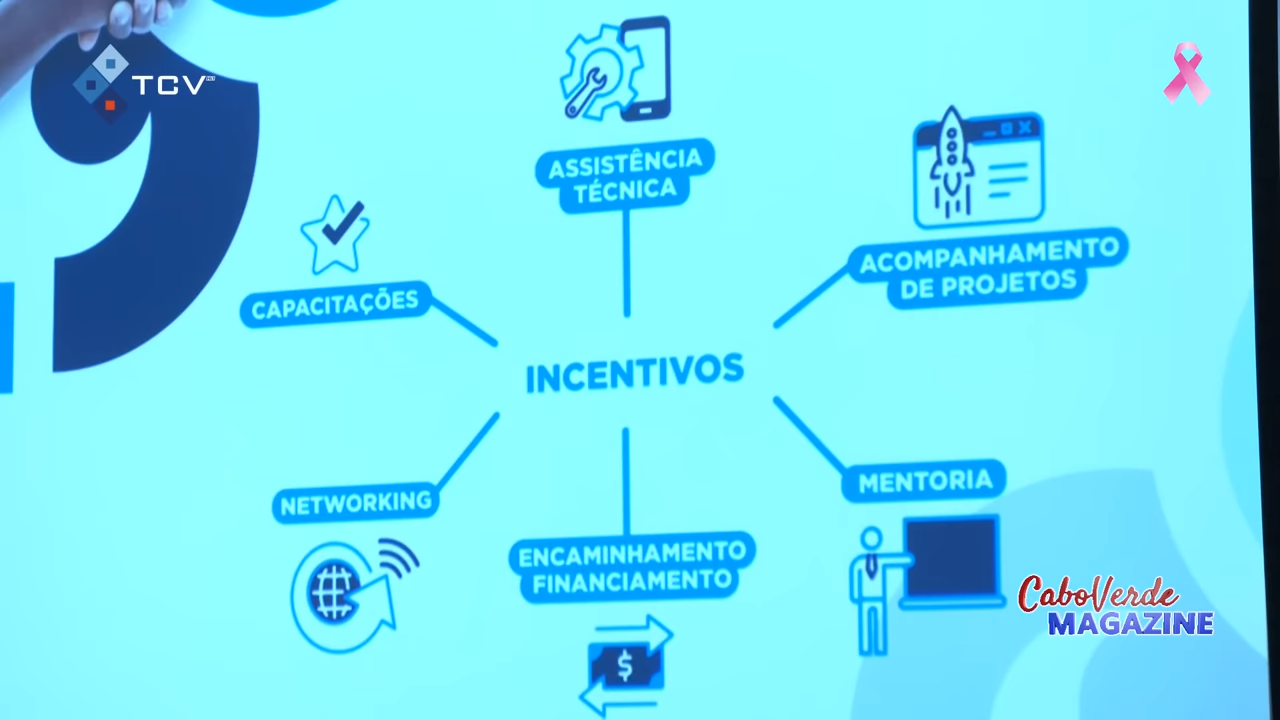 TCV
ASSISTÊNCIA
TÉCNICA
ACOMPANHAMENTO
DE PROJETOS
CAPACITAÇÕES
INCENTIVOS
NETWORKING
MENTORIA
ENCAMINHAMENTO
FINANCIAMENTO
$
CaboVerde
MAGAZINE